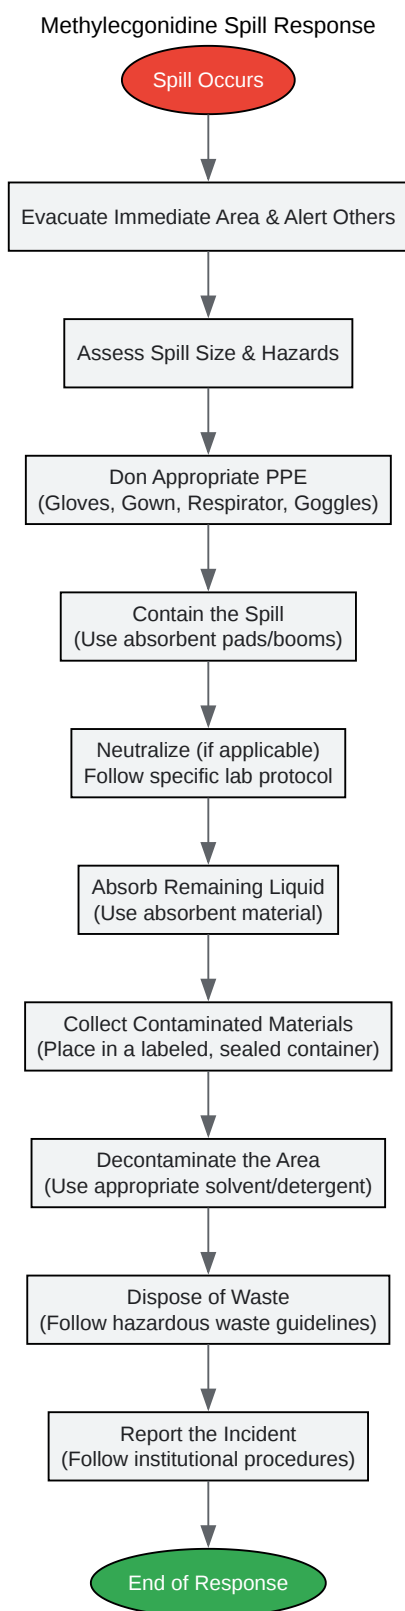 Methylecgonidine Spill Response
Spill Occurs
Evacuate Immediate Area & Alert Others
Assess Spill Size & Hazards
Don Appropriate PPE
(Gloves, Gown, Respirator, Goggles)
Contain the Spill
(Use absorbent pads/booms)
Neutralize (if applicable)
Follow specific lab protocol
Absorb Remaining Liquid
(Use absorbent material)
Collect Contaminated Materials
(Place in a labeled, sealed container)
Decontaminate the Area
(Use appropriate solvent/detergent)
Dispose of Waste
(Follow hazardous waste guidelines)
Report the Incident
(Follow institutional procedures)
End of Response